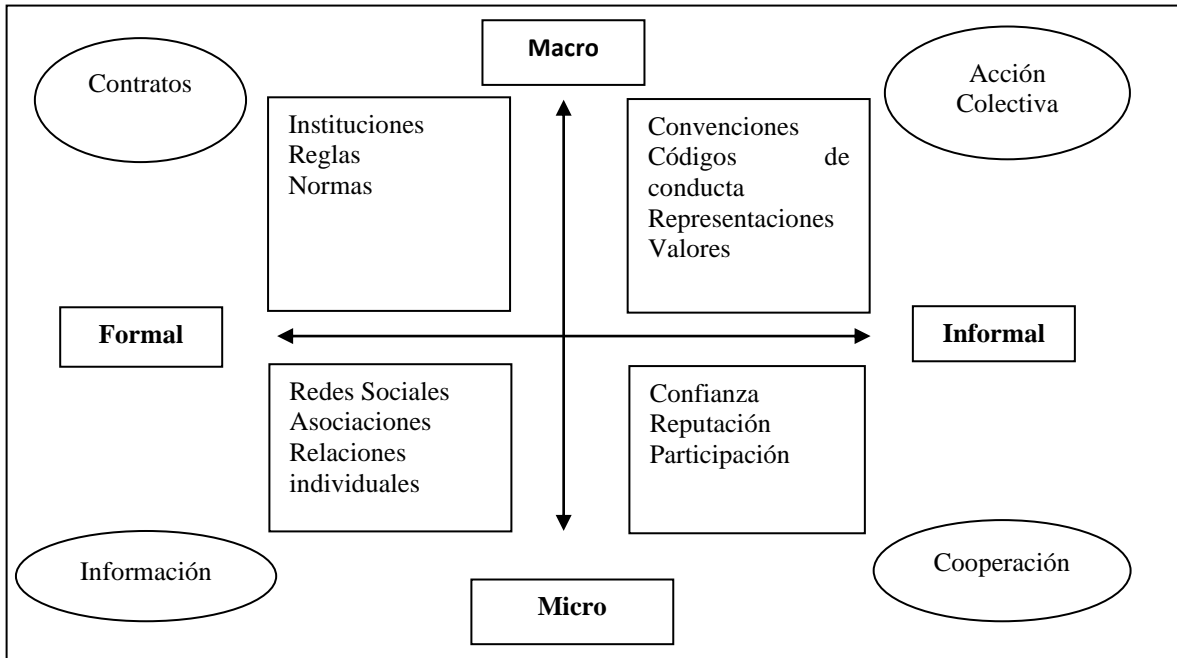 Macro
Contratos
Acción
Colectiva
Instituciones
Reglas
Normas
Convenciones
Códigos de
conducta
Representaciones
Valores
Formal
Informal
Redes Sociales
Asociaciones
Relaciones
individuales
Confianza
Reputación
Participación
Información
Cooperación
Micro